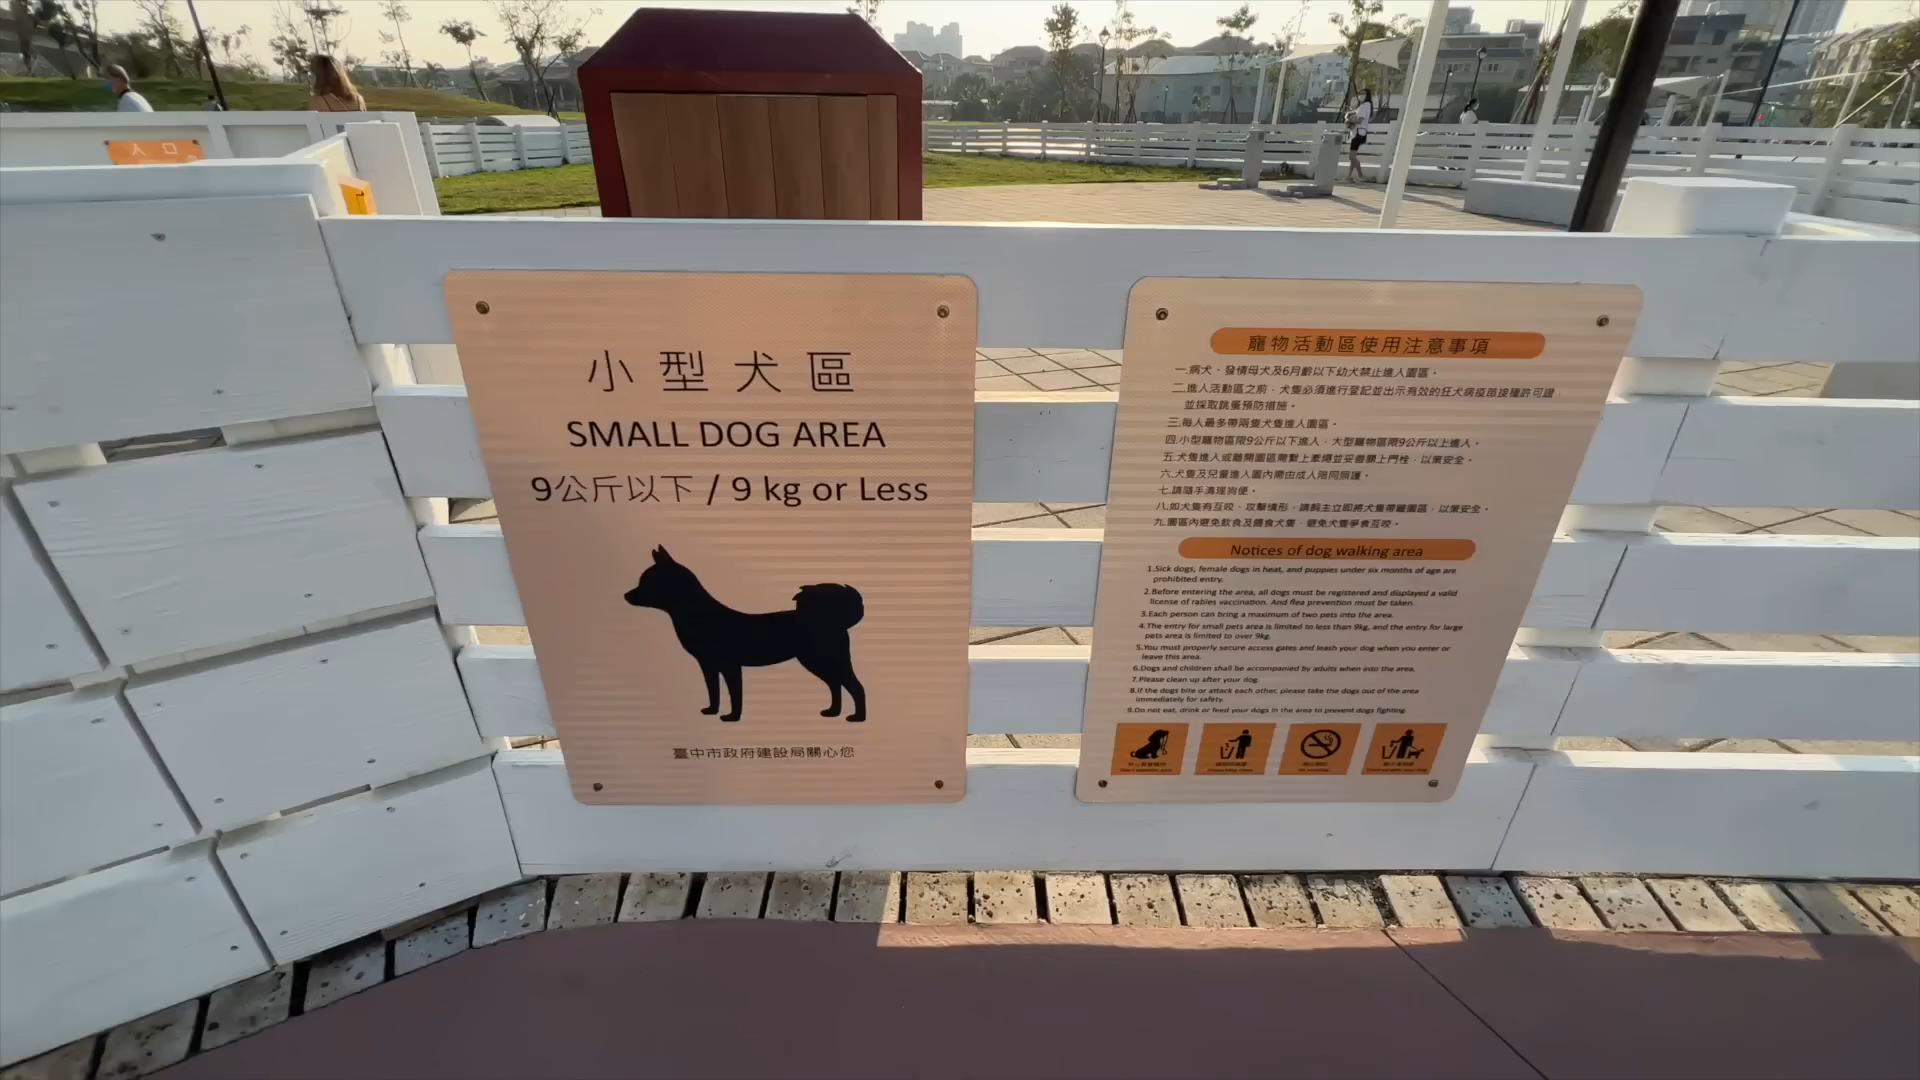 入口
小型犬區
SMALL DOG AREA
9公斤以下 / 9 kg or Less
臺中市政府建設局關心您
寵物活動區使用注意事項
一.病犬、發情母犬及6月齡以下幼犬禁止進入園區。
二.進入活動區之前,犬隻必須進行登記並出示有效的狂犬病疫苗接種許可證,
並採取跳蚤預防措施。
三.每人最多帶兩隻犬隻進入園區。
四.小型寵物區限9公斤以下進入,大型寵物區限9公斤以上進入。
五.犬隻進入或離開園區需繫上牽繩並妥善關上門栓,以策安全。
六.犬隻及兒童進入園內需由成人陪同照護。
七.請隨手清理狗便。
八.如犬隻有互咬、攻擊情形,請飼主立即將犬隻帶離園區,以策安全。
九.園區內避免飲食及餵食犬隻,避免犬隻爭食互咬。
Notices of dog walking area
1.Sick dogs, female dogs in heat, and puppies under six months of age are
prohibited entry.
2.Before entering the area, all dogs must be registered and displayed a valid
license of rabies vaccination. And flea prevention must be taken.
3.Each person can bring a maximum of two pets into the area.
4.The entry for small pets area is limited to less than 9kg, and the entry for large
pets area is limited to over 9kg.
5.You must properly secure access gates and leash your dog when you enter or
leave this area.
6.Dogs and children shall be accompanied by adults when into the area.
7.Please clean up after your dog.
8.If the dogs bite or attack each other, please take the dogs out of the area
immediately for safety.
9.Do not eat, drink or feed your dogs in the area to prevent dogs fighting.